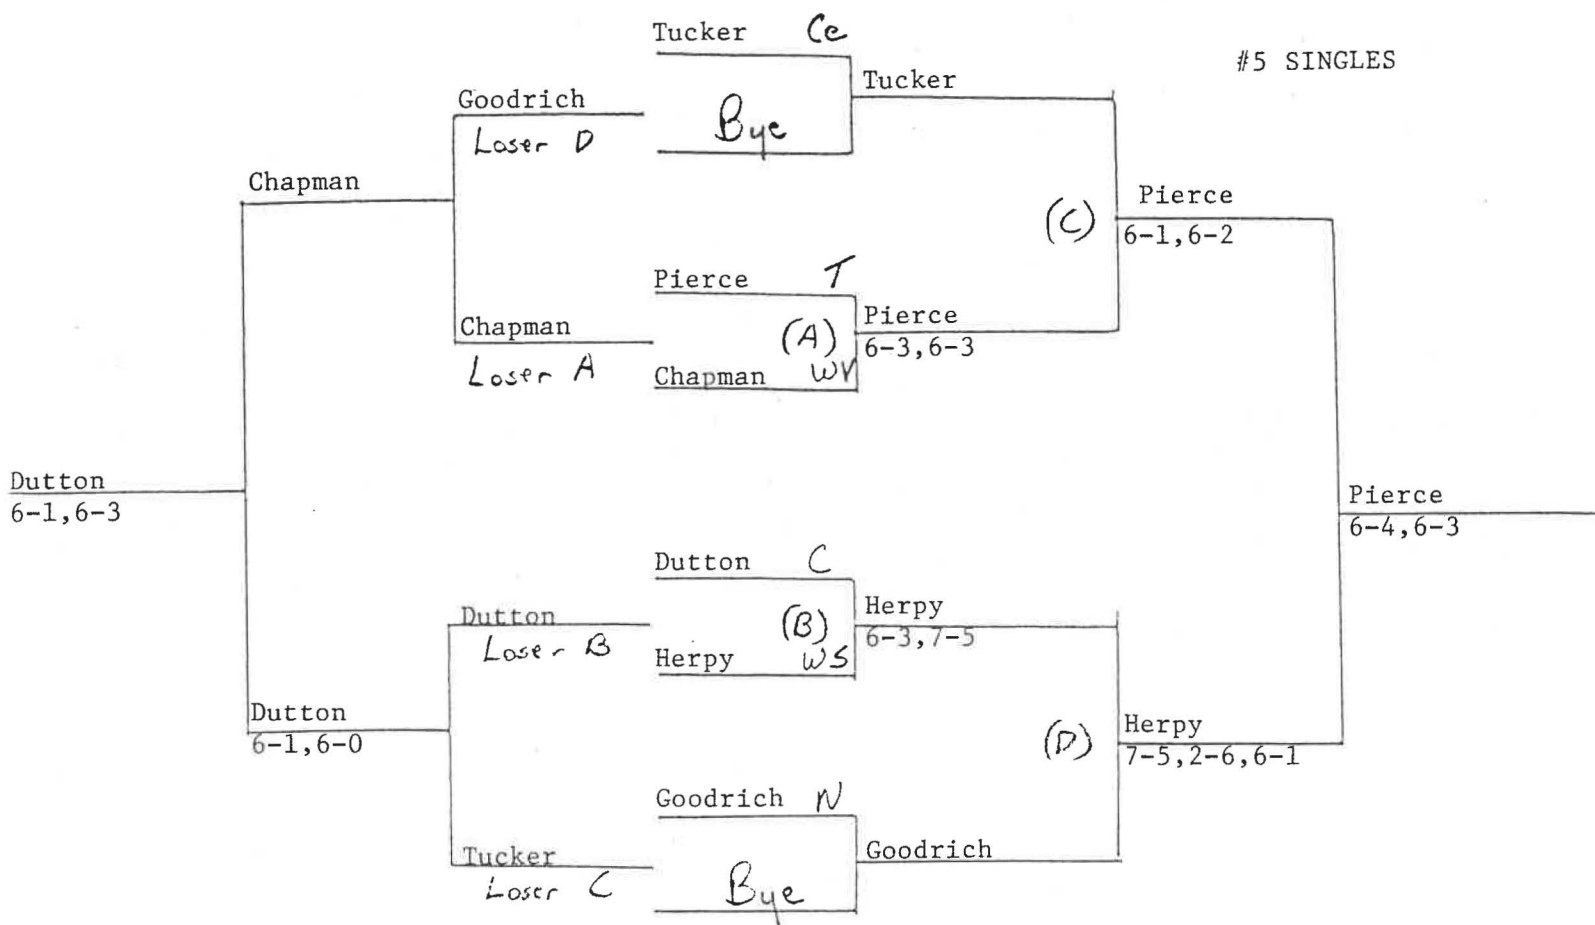 Tucker Ce
#5 SINGLES
Tucker
Goodrich
Bye
Loser D
Chapman
Pierce
(C)
6-1,6-2
Pierce T
Chapman
(A)
Pierce
6-3,6-3
Loser A
Chapman WV
Dutton
6-1,6-3
Pierce
6-4,6-3
Dutton C
Dutton
(B)
Herpy
6-3,7-5
Loser B
Herpy WS
Dutton
6-1,6-0
(D)
Herpy
7-5,2-6,6-1
Goodrich N
Goodrich
Tucker
Loser C
Bye